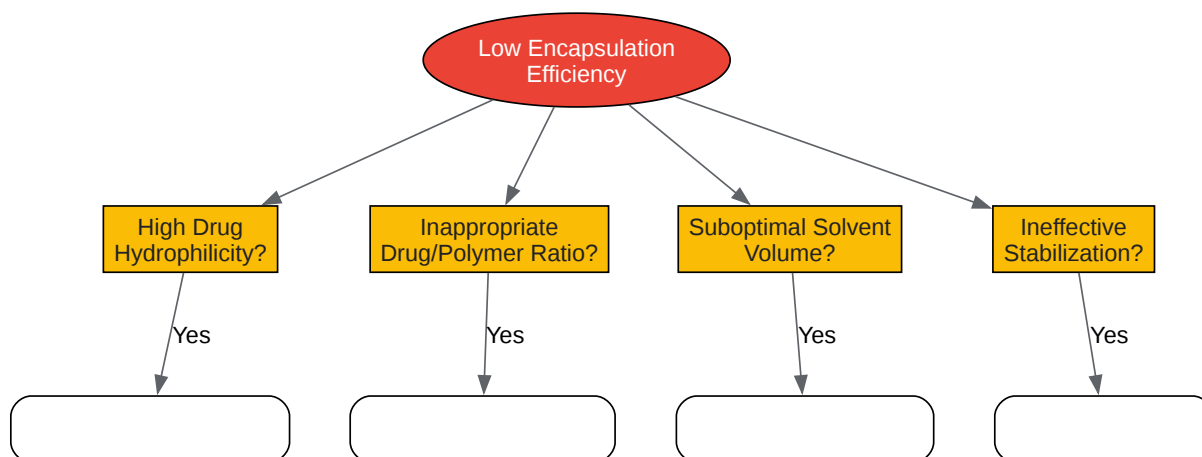 Low Encapsulation
Efficiency
High Drug
Hydrophilicity?
Inappropriate
Drug/Polymer Ratio?
Suboptimal Solvent
Volume?
Ineffective
Stabilization?
Yes
Yes
Yes
Yes